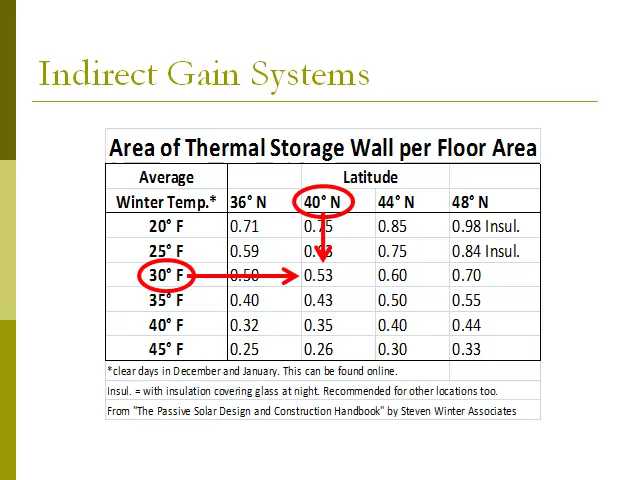 Indirect Gain Systems
Area of Thermal Storage Wall per Floor Area
Average Latitude
Winter Temp.* 36° N 40° N 44° N 48° N
20° F 0.71 0.75 0.85 0.98 Insul.
25° F 0.59 0.75 0.84 Insul.
30° F 0.53 0.60 0.70
35° F 0.40 0.43 0.50 0.55
40° F 0.32 0.35 0.40 0.44
45° F 0.25 0.26 0.30 0.33
*clear days in December and January. This can be found online.
Insul. = with insulation covering glass at night. Recommended for other locations too.
From "The Passive Solar Design and Construction Handbook" by Steven Winter Associates